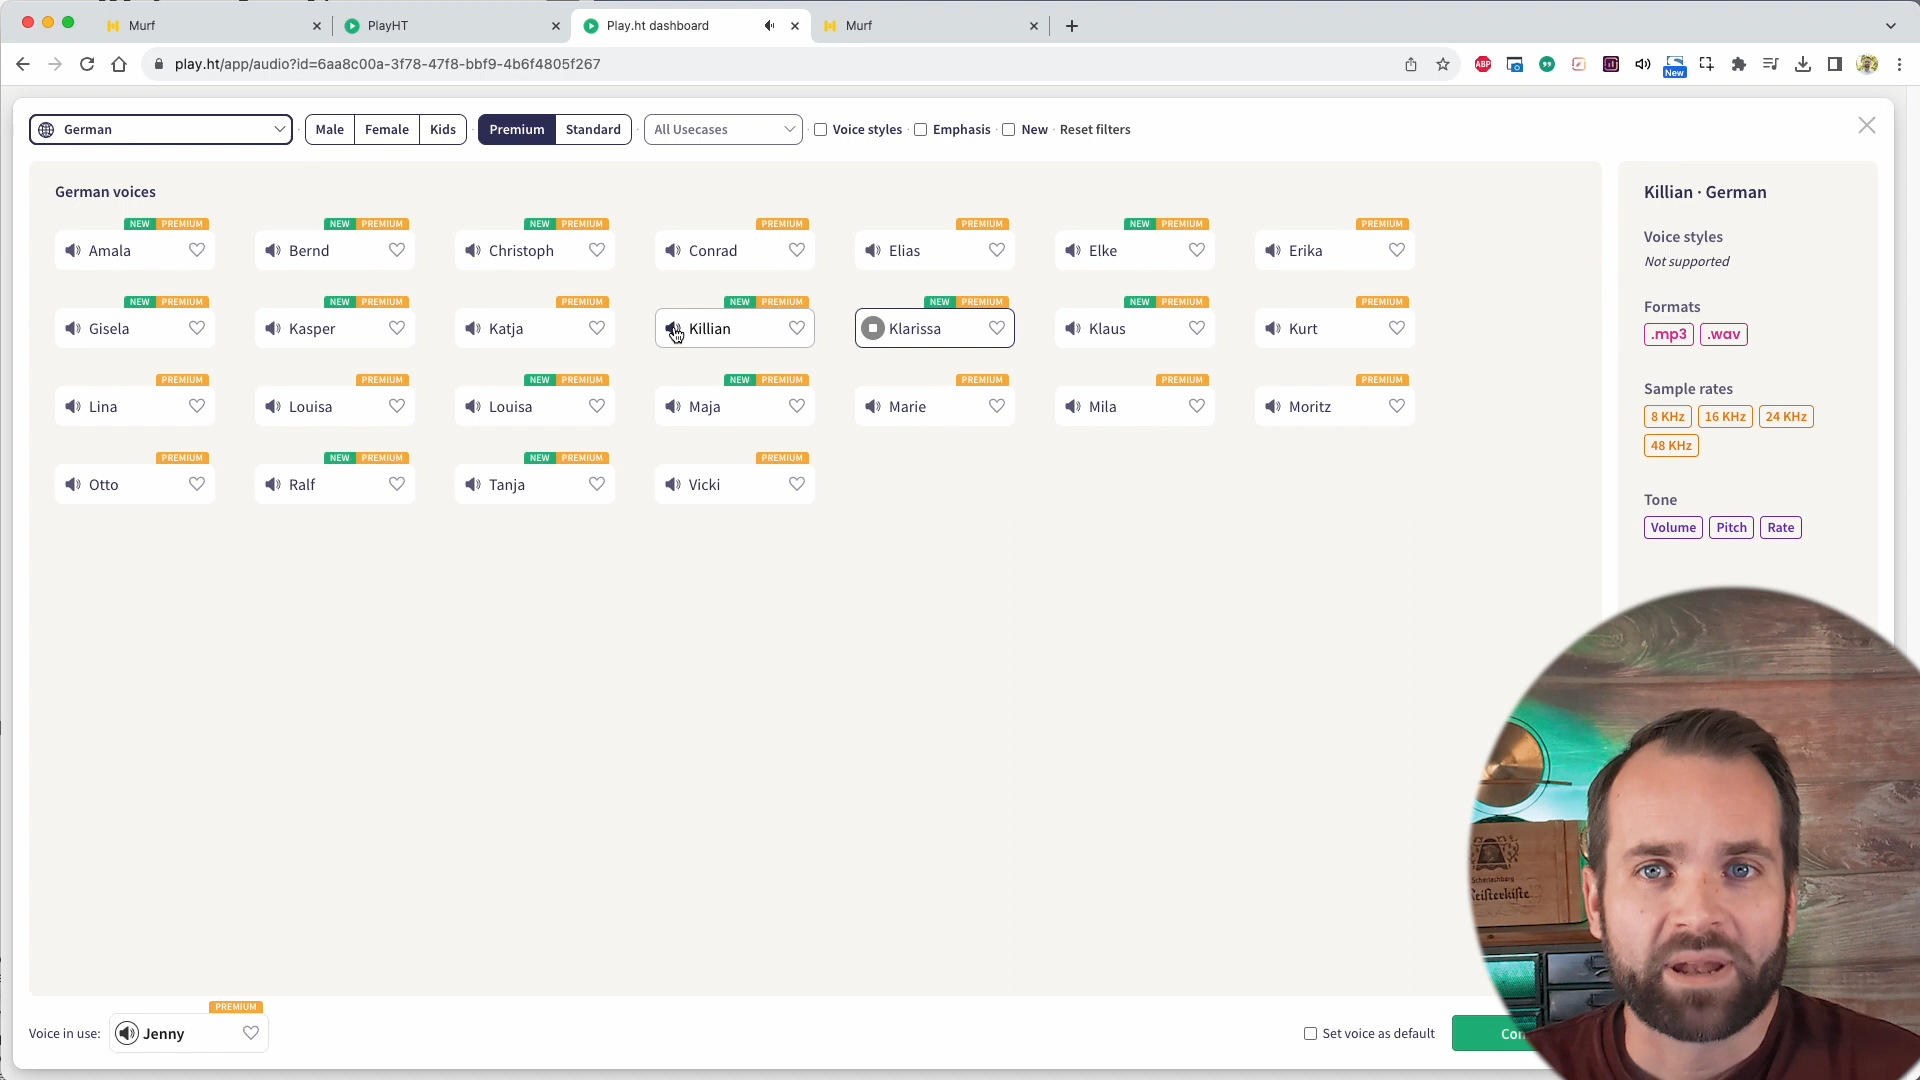 Murf
PlayHT
Play.ht dashboard
Murf
play.ht/app/audio?id=6aa8c00a-3f78-47f8-bbf9-4b6f4805f267
ABP
New
German
Male
Female
Kids
Premium
Standard
All Usecases
Voice styles
Emphasis
New
Reset filters
German voices
NEW PREMIUM
Amala
NEW PREMIUM
Bernd
NEW PREMIUM
Christoph
PREMIUM
Conrad
PREMIUM
Elias
NEW PREMIUM
Elke
PREMIUM
Erika
NEW PREMIUM
Gisela
NEW PREMIUM
Kasper
PREMIUM
Katja
NEW PREMIUM
Killian
NEW PREMIUM
Klarissa
NEW PREMIUM
Klaus
PREMIUM
Kurt
PREMIUM
Lina
PREMIUM
Louisa
NEW PREMIUM
Louisa
NEW PREMIUM
Maja
PREMIUM
Marie
PREMIUM
Mila
PREMIUM
Moritz
PREMIUM
Otto
NEW PREMIUM
Ralf
NEW PREMIUM
Tanja
PREMIUM
Vicki
Killian · German
Voice styles
Not supported
Formats
.mp3 .wav
Sample rates
8 KHz 16 KHz 24 KHz
48 KHz
Tone
Volume Pitch Rate
Voice in use:
PREMIUM
Jenny
Set voice as default